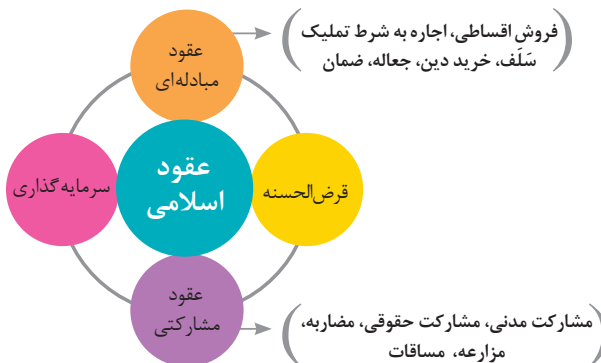 عقود
مبادله‌ای
(فروش اقساطی، اجاره به شرط تملیک
سَلَف، خرید دین، جعاله، ضمان)
عقود
اسلامی
قرض‌الحسنه
سرمایه‌گذاری
عقود
مشارکتی
(مشارکت مدنی، مشارکت حقوقی، مضاربه،
مزارعه، مساقات)